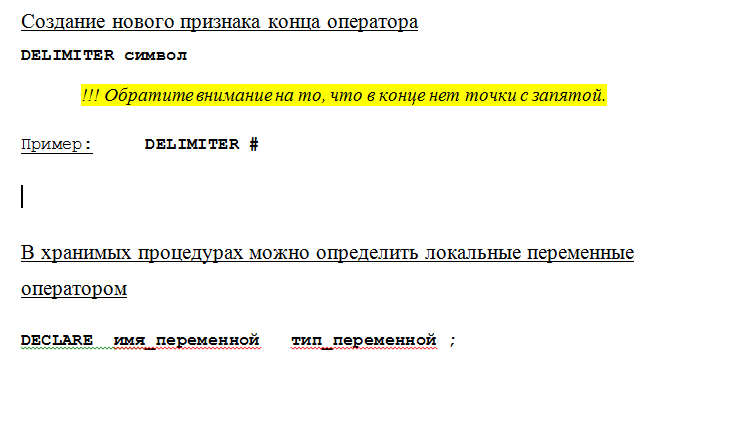 Создание нового признака конца оператора
DELIMITER символ
!!! Обратите внимание на то, что в конце нет точки с запятой.
Пример: DELIMITER #
В хранимых процедурах можно определить локальные переменные
оператором
DECLARE имя_переменной тип_переменной ;